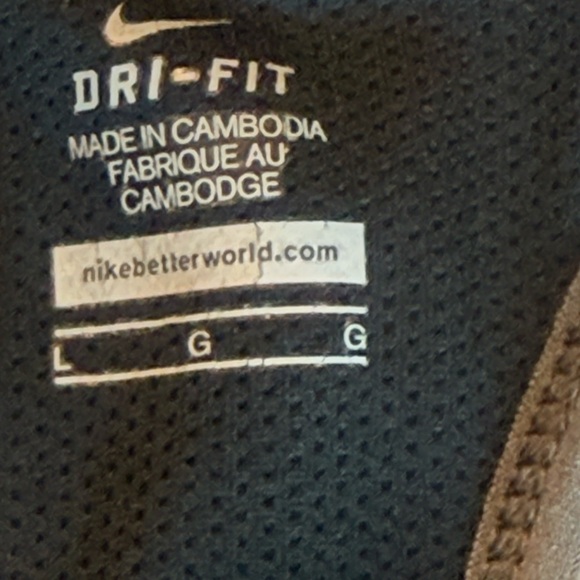 DRI-FIT
MADE IN CAMBODIA
FABRIQUE AU
CAMBODGE
nikebetterworld.com
L G G